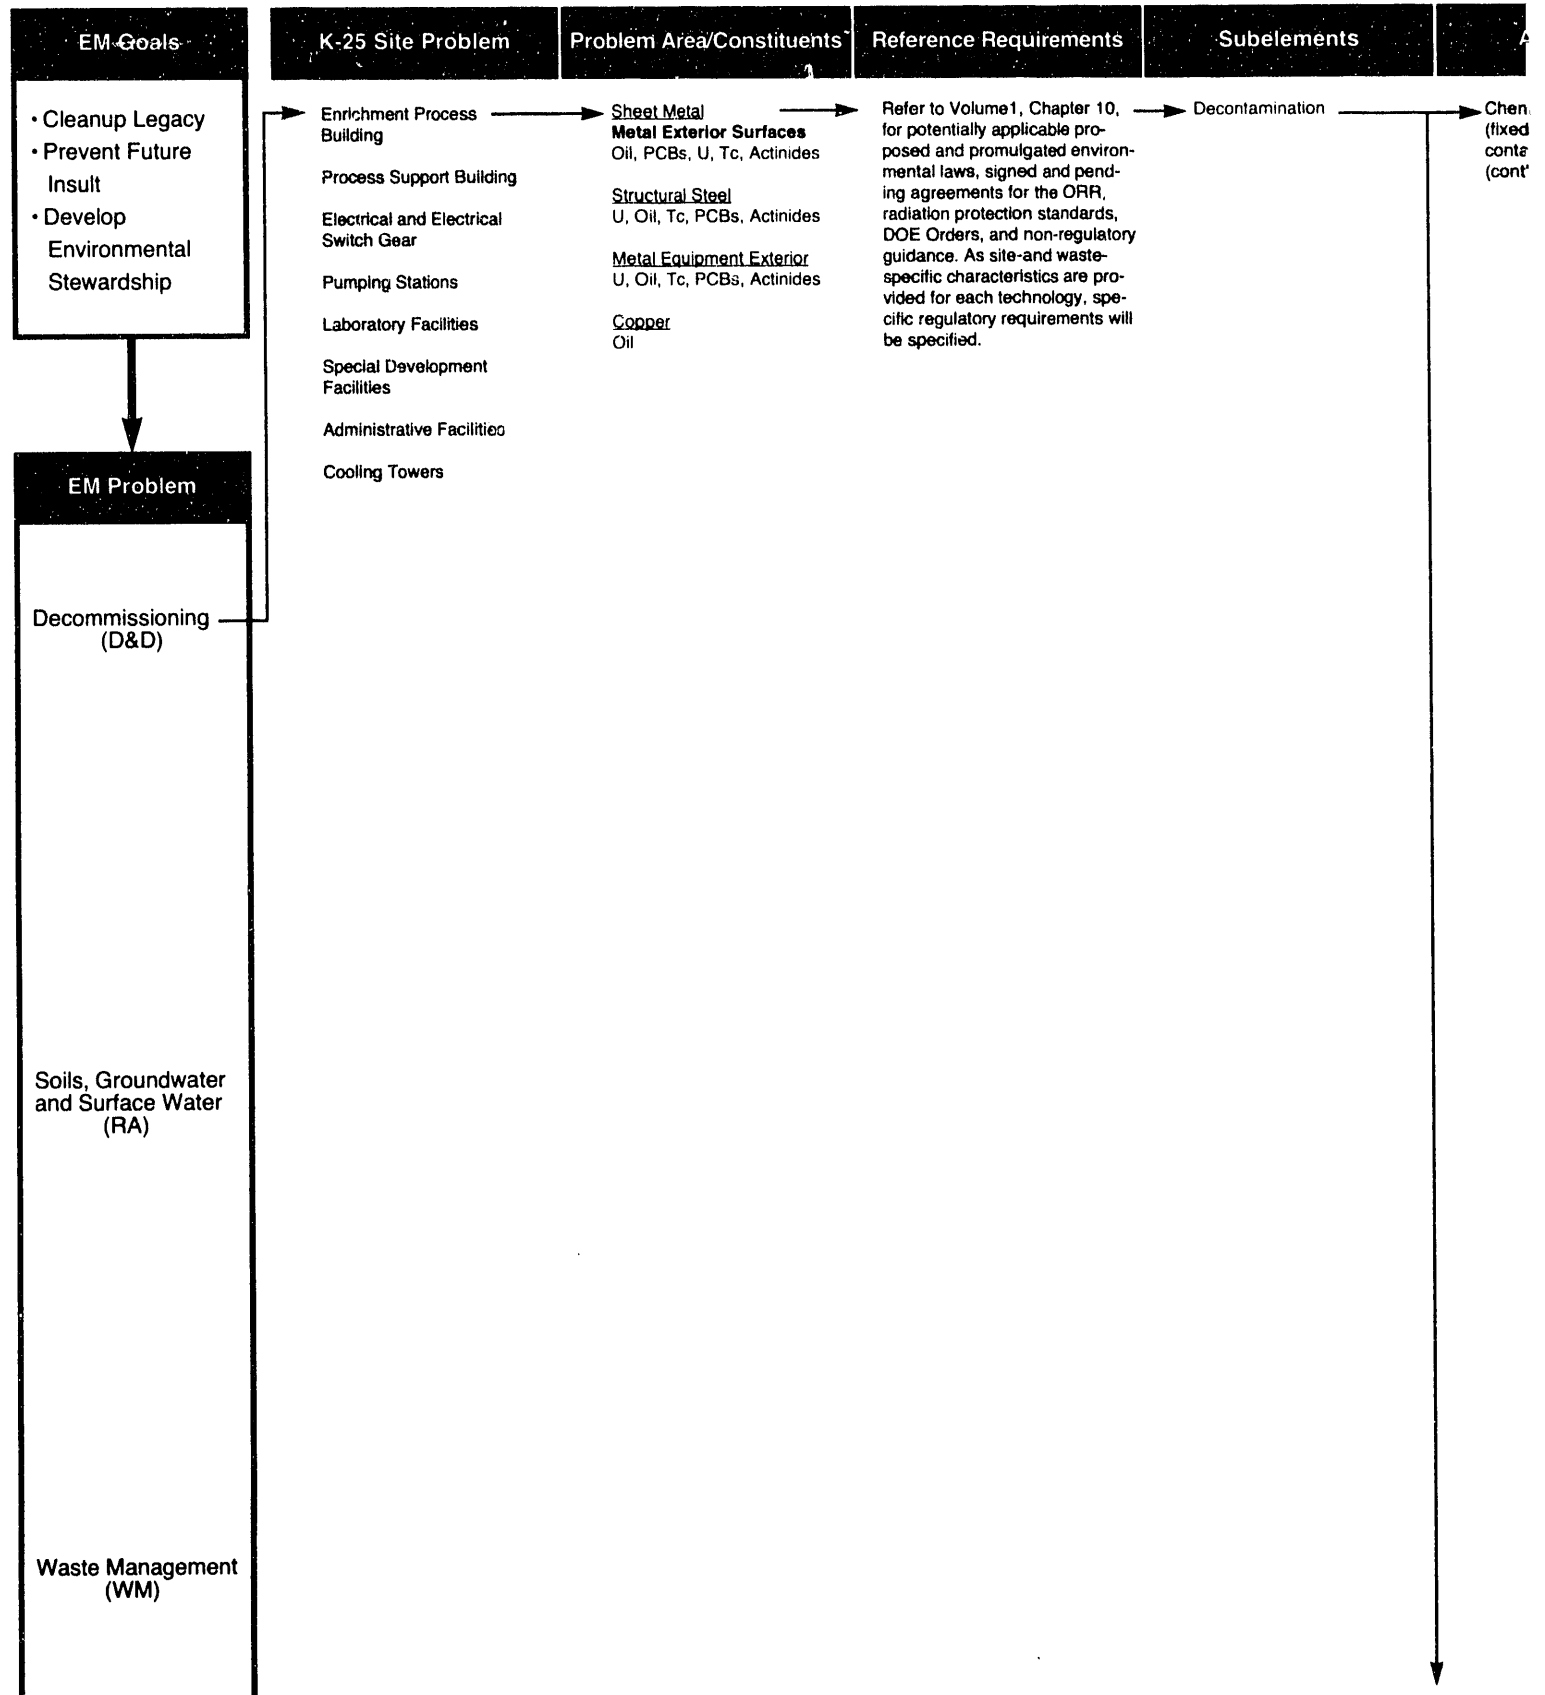 EM Goals
• Cleanup Legacy
• Prevent Future
Insult
• Develop
Environmental
Stewardship
EM Problem
Decommissioning
(D&D)
Soils, Groundwater
and Surface Water
(RA)
Waste Management
(WM)
K-25 Site Problem
Enrichment Process
Building
Process Support Building
Electrical and Electrical
Switch Gear
Pumping Stations
Laboratory Facilities
Special Development
Facilities
Administrative Facilities
Cooling Towers
Problem Area/Constituents
Sheet Metal
Metal Exterior Surfaces
Oil, PCBs, U, Tc, Actinides
Structural Steel
U, Oil, Tc, PCBs, Actinides
Metal Equipment Exterior
U, Oil, Tc, PCBs, Actinides
Copper
Oil
Reference Requirements
Refer to Volume1, Chapter 10,
for potentially applicable pro-
posed and promulgated environ-
mental laws, signed and pend-
ing agreements for the ORR,
radiation protection standards,
DOE Orders, and non-regulatory
guidance. As site-and waste-
specific characteristics are pro-
vided for each technology, spe-
cific regulatory requirements will
be specified.
Subelements
Decontamination
(fixed
(cont'